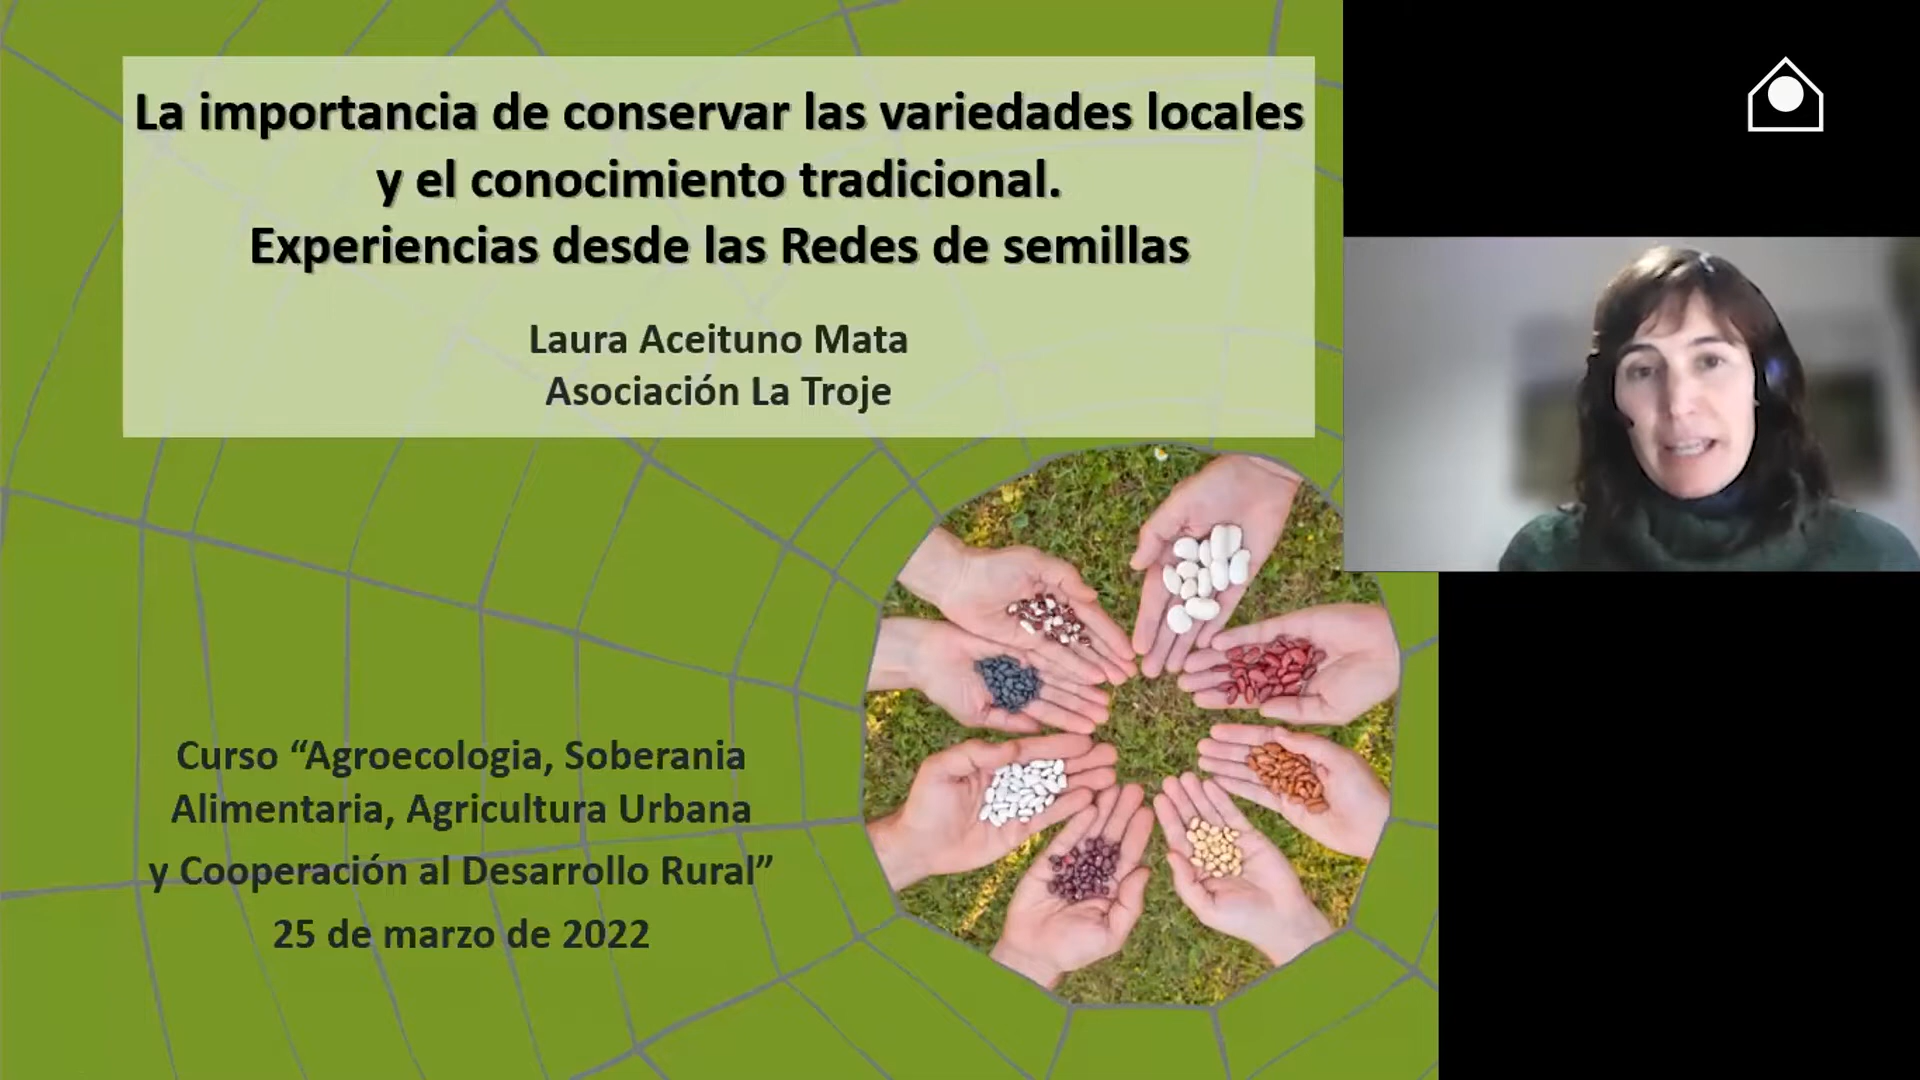 La importancia de conservar las variedades locales
y el conocimiento tradicional.
Experiencias desde las Redes de semillas
Laura Aceituno Mata
Asociación La Troje
Curso “Agroecologia, Soberania
Alimentaria, Agricultura Urbana
y Cooperación al Desarrollo Rural”
25 de marzo de 2022